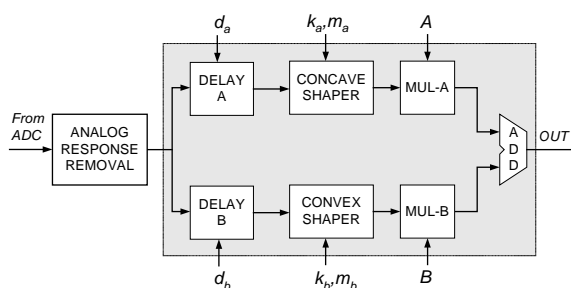 d_a
k_a,m_a
A
DELAY
A
CONCAVE
SHAPER
MUL-A
From
ADC
ANALOG
RESPONSE
REMOVAL
A
D
D
OUT
DELAY
B
CONVEX
SHAPER
MUL-B
d_b
k_b,m_b
B